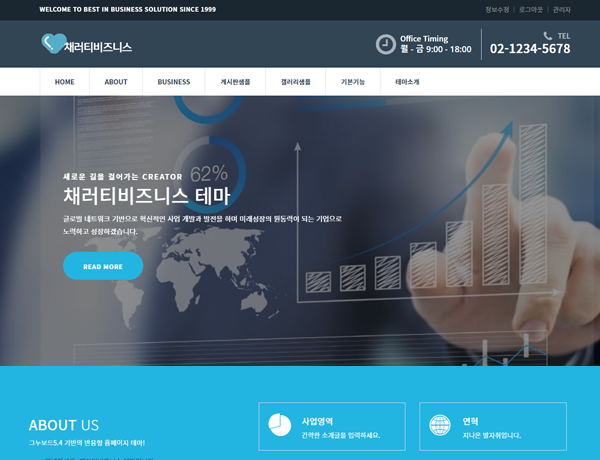 WELCOME TO BEST IN BUSINESS SOLUTION SINCE 1999
정보수정 | 로그아웃 | 관리자
채러티비즈니스
Office Timing
월 - 금 9:00 - 18:00
TEL
02-1234-5678
HOME
ABOUT
BUSINESS
게시판샘플
갤러리샘플
기본기능
테마소개
62%
새로운 길을 걸어가는 CREATOR
채러티비즈니스 테마
글로벌 네트워크 기반으로 혁신적인 사업 개발과 발전을 하며 미래성장의 원동력이 되는 기업으로
노력하고 성장하겠습니다.
READ MORE
ABOUT US
그누보드5.4 기반의 반응형 홈페이지 테마!
사업영역
간략한 소개글을 입력하세요.
연혁
지나온 발자취입니다.